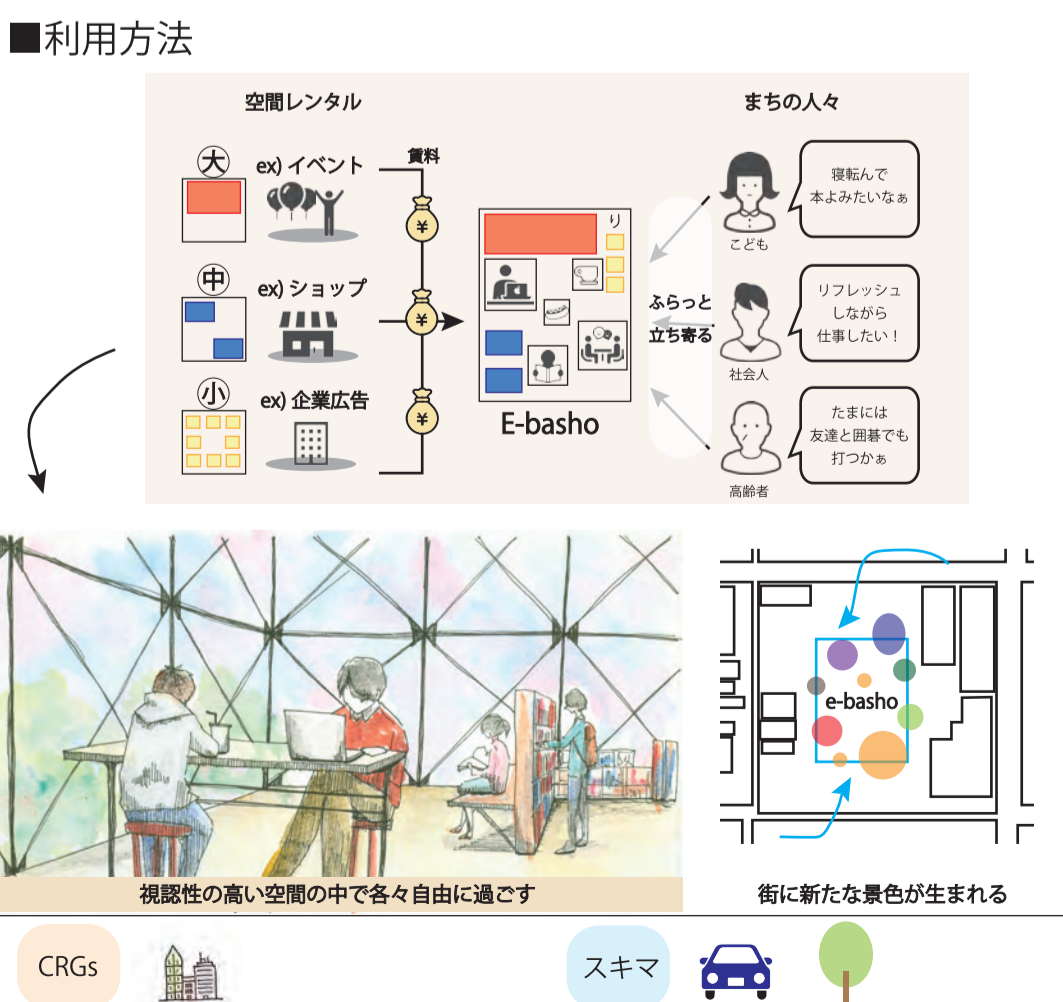 ■利用方法
空間レンタル
まちの人々
大
ex) イベント
賃料
¥
中
ex) ショップ
¥
小
ex) 企業広告
¥
り
E-basho
ふらっと
立ち寄る
こども
寝転んで
本よみたいなぁ
社会人
リフレッシュ
しながら
仕事したい！
高齢者
たまには
友達と囲碁でも
打つかぁ
視認性の高い空間の中で各々自由に過ごす
e-basho
街に新たな景色が生まれる
CRGs
スキマ